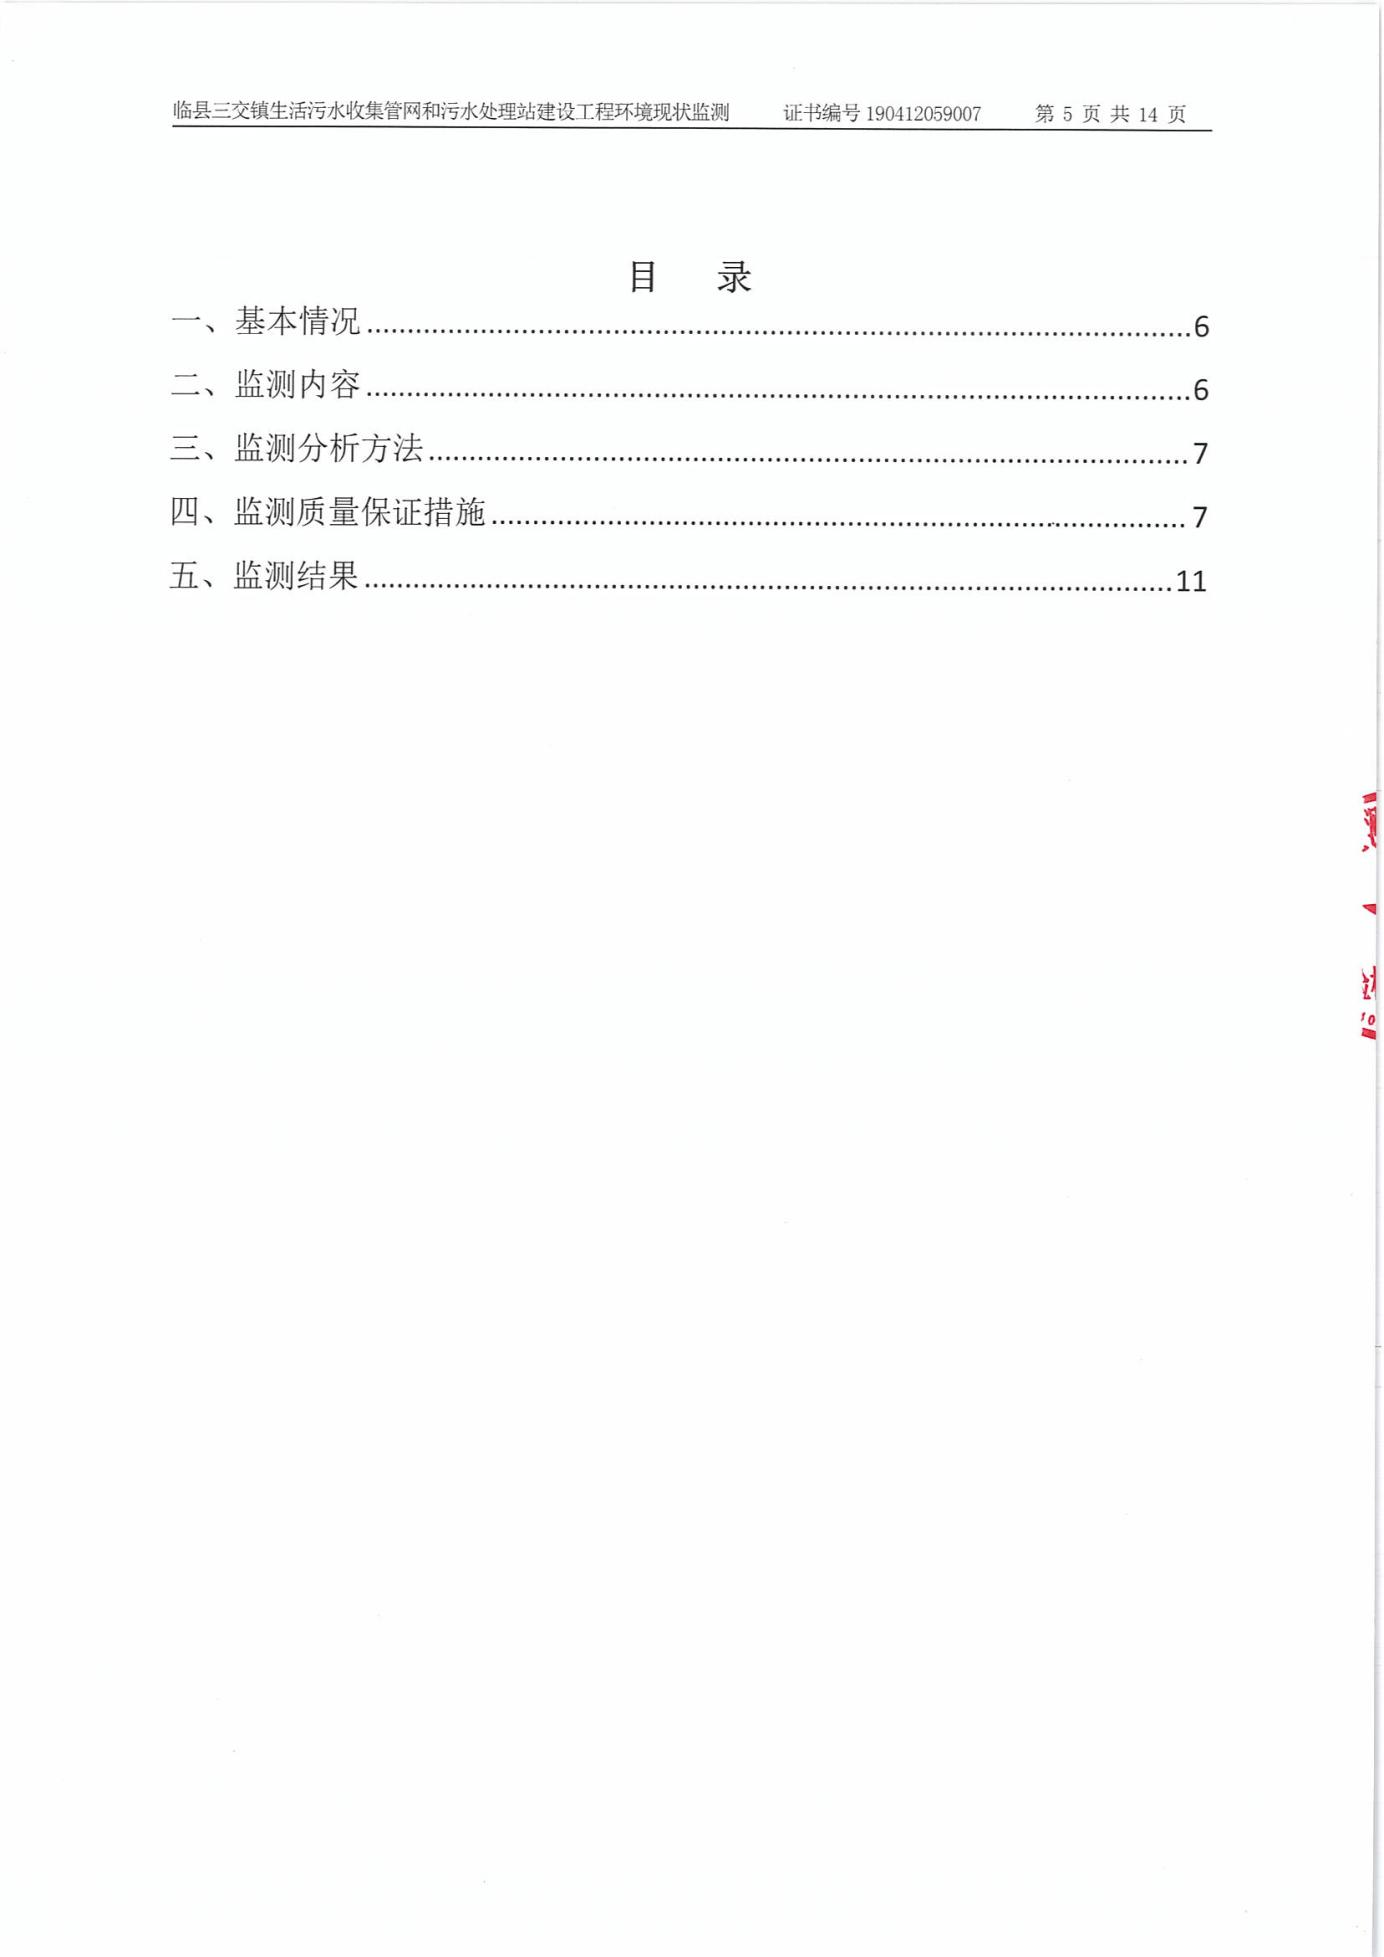 临县三交镇生活污水收集管网和污水处理站建设工程环境现状监测 证书编号 190412059007 第 5 页 共 14 页
目 录
一、基本情况........................................6
二、监测内容........................................6
三、监测分析方法........................................7
四、监测质量保证措施........................................7
五、监测结果........................................11